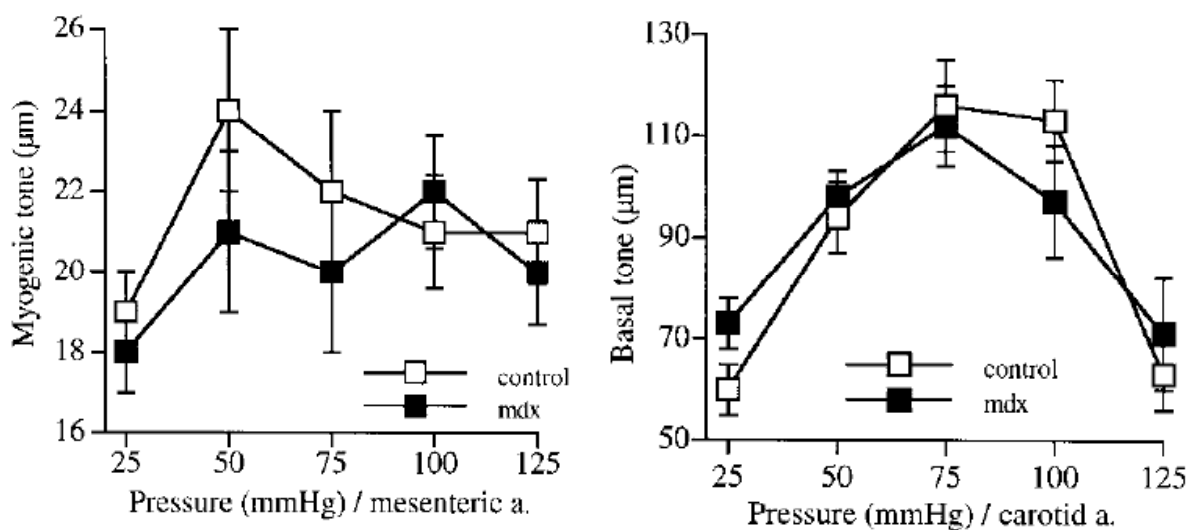 26
24
22
20
18
16
Myogenic tone (μm)
control
mdx
25 50 75 100 125
Pressure (mmHg) / mesenteric a.
130
110
90
70
50
Basal tone (μm)
control
mdx
25 50 75 100 125
Pressure (mmHg) / carotid a.